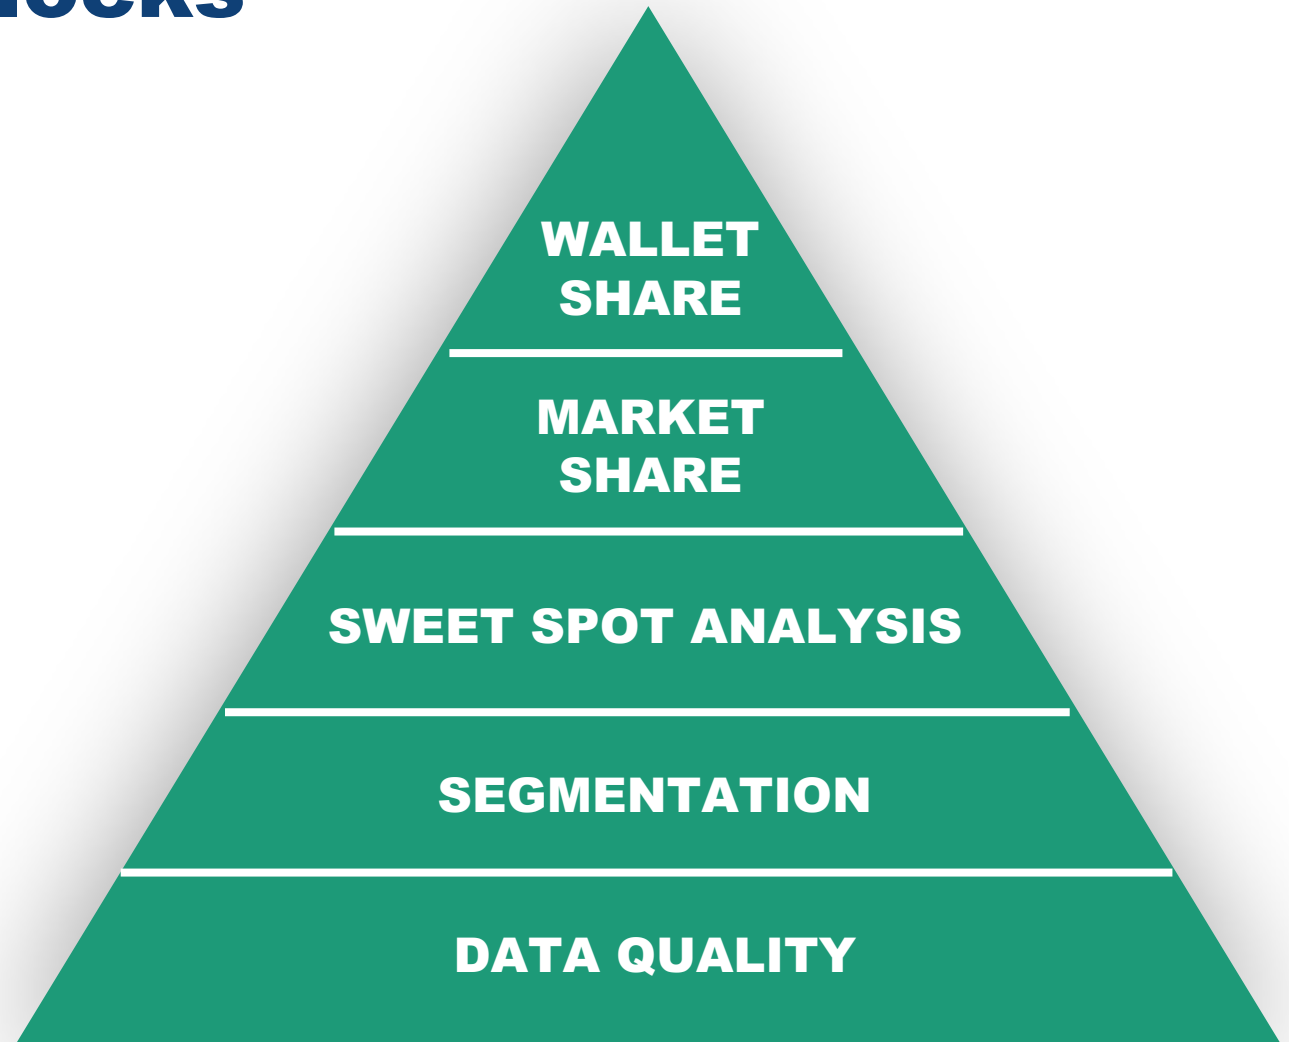 WALLET
SHARE
MARKET
SHARE
SWEET SPOT ANALYSIS
SEGMENTATION
DATA QUALITY